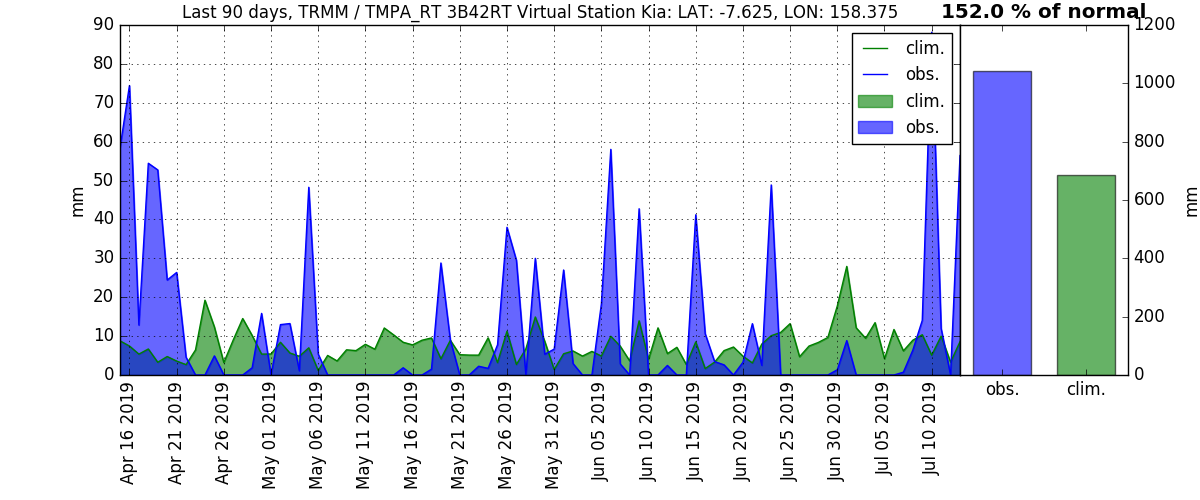 Last 90 days, TRMM / TMPA_RT 3B42RT Virtual Station Kia: LAT: -7.625, LON: 158.375
152.0 % of normal
90
80
70
60
50
40
30
20
10
0
mm
clim.
obs.
clim.
obs.
1200
1000
800
600
400
200
0
mm
Apr 16 2019
Apr 21 2019
Apr 26 2019
May 01 2019
May 06 2019
May 11 2019
May 16 2019
May 21 2019
May 26 2019
May 31 2019
Jun 05 2019
Jun 10 2019
Jun 15 2019
Jun 20 2019
Jun 25 2019
Jun 30 2019
Jul 05 2019
Jul 10 2019
obs.
clim.